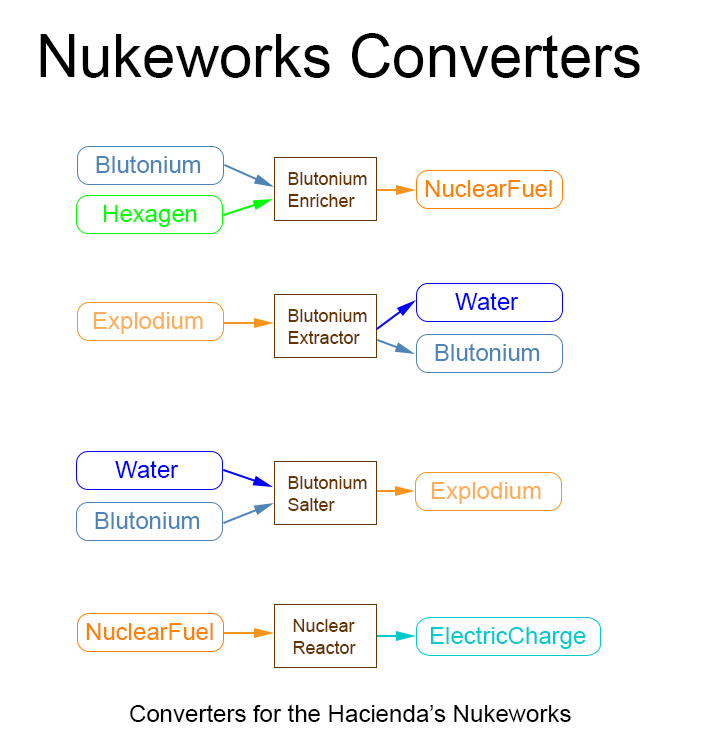 Nukeworks Converters
Blutonium
Hexagen
Blutonium
Enricher
NuclearFuel
Explodium
Blutonium
Extractor
Water
Blutonium
Water
Blutonium
Blutonium
Salter
Explodium
NuclearFuel
Nuclear
Reactor
ElectricCharge
Converters for the Hacienda’s Nukeworks